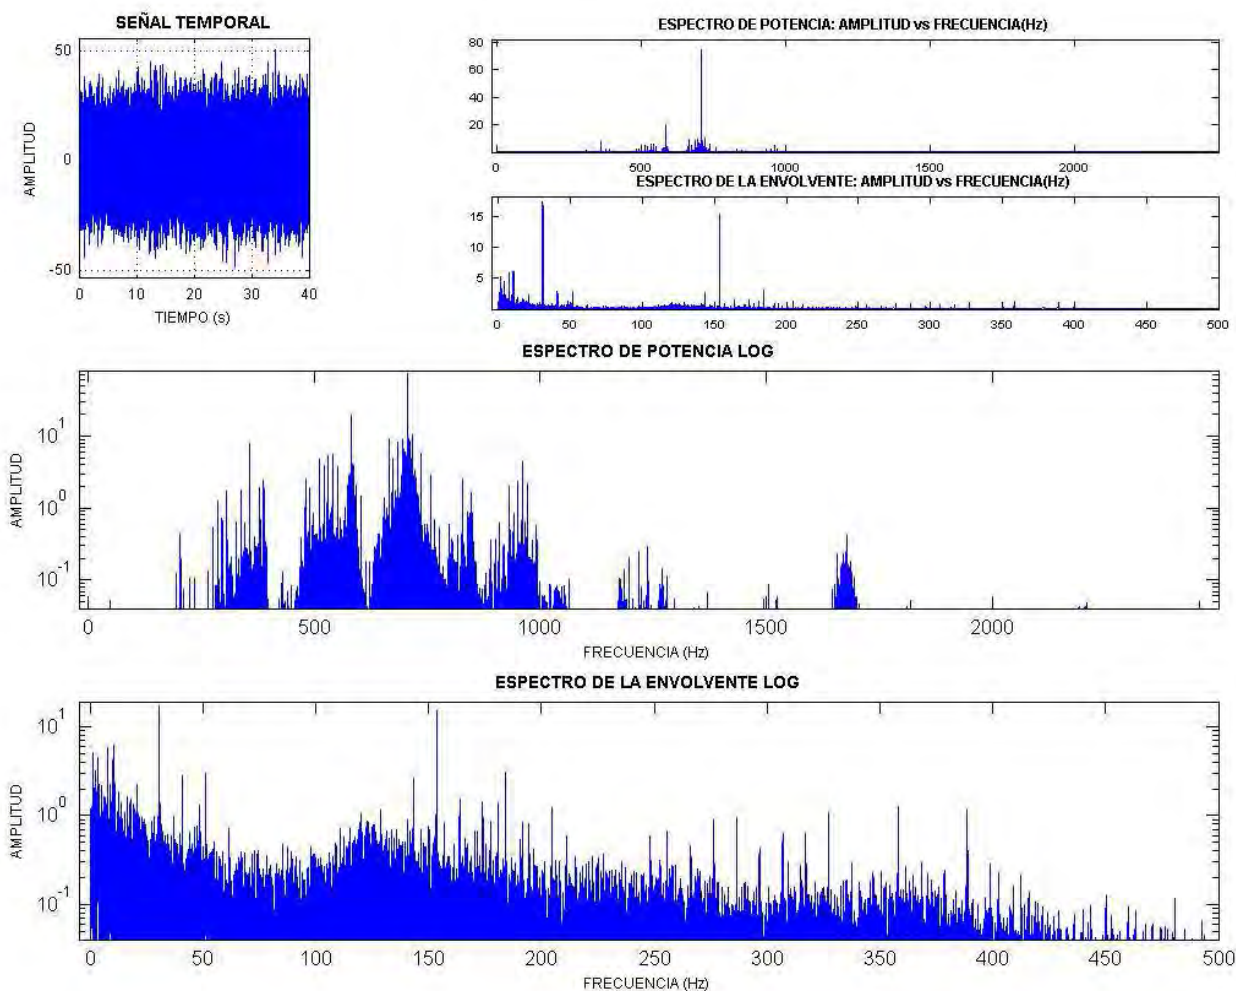 SEÑAL TEMPORAL
AMPLITUD
50
0
-50
0 10 20 30 40
TIEMPO (s)
ESPECTRO DE POTENCIA: AMPLITUD vs FRECUENCIA(Hz)
80
60
40
20
0 500 1000 1500 2000
ESPECTRO DE LA ENVOLVENTE: AMPLITUD vs FRECUENCIA(Hz)
15
10
5
0 50 100 150 200 250 300 350 400 450 500
ESPECTRO DE POTENCIA LOG
AMPLITUD
10^1
10^0
10^-1
0 500 1000 1500 2000
FRECUENCIA (Hz)
ESPECTRO DE LA ENVOLVENTE LOG
AMPLITUD
10^1
10^0
10^-1
0 50 100 150 200 250 300 350 400 450 500
FRECUENCIA (Hz)